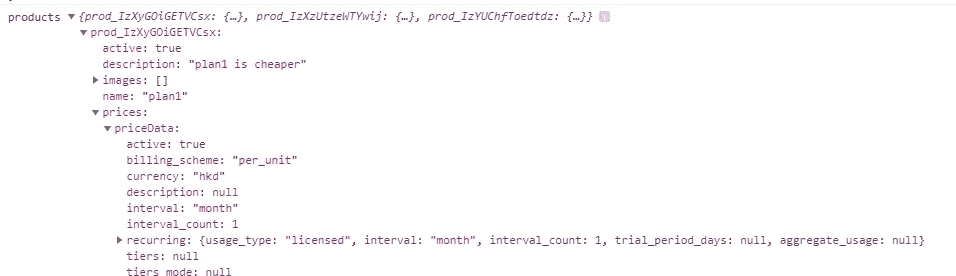 products ▼{prod_IzXyGOiGETVCsx: {…}, prod_IzXzUtzeWTYwij: {…}, prod_IzYUChfToedtdz: {…}} i
▼prod_IzXyGOiGETVCsx:
active: true
description: "plan1 is cheaper"
▶images: []
name: "plan1"
▼prices:
▼priceData:
active: true
billing_scheme: "per_unit"
currency: "hkd"
description: null
interval: "month"
interval_count: 1
▶recurring: {usage_type: "licensed", interval: "month", interval_count: 1, trial_period_days: null, aggregate_usage: null}
tiers: null
tiers_mode: null